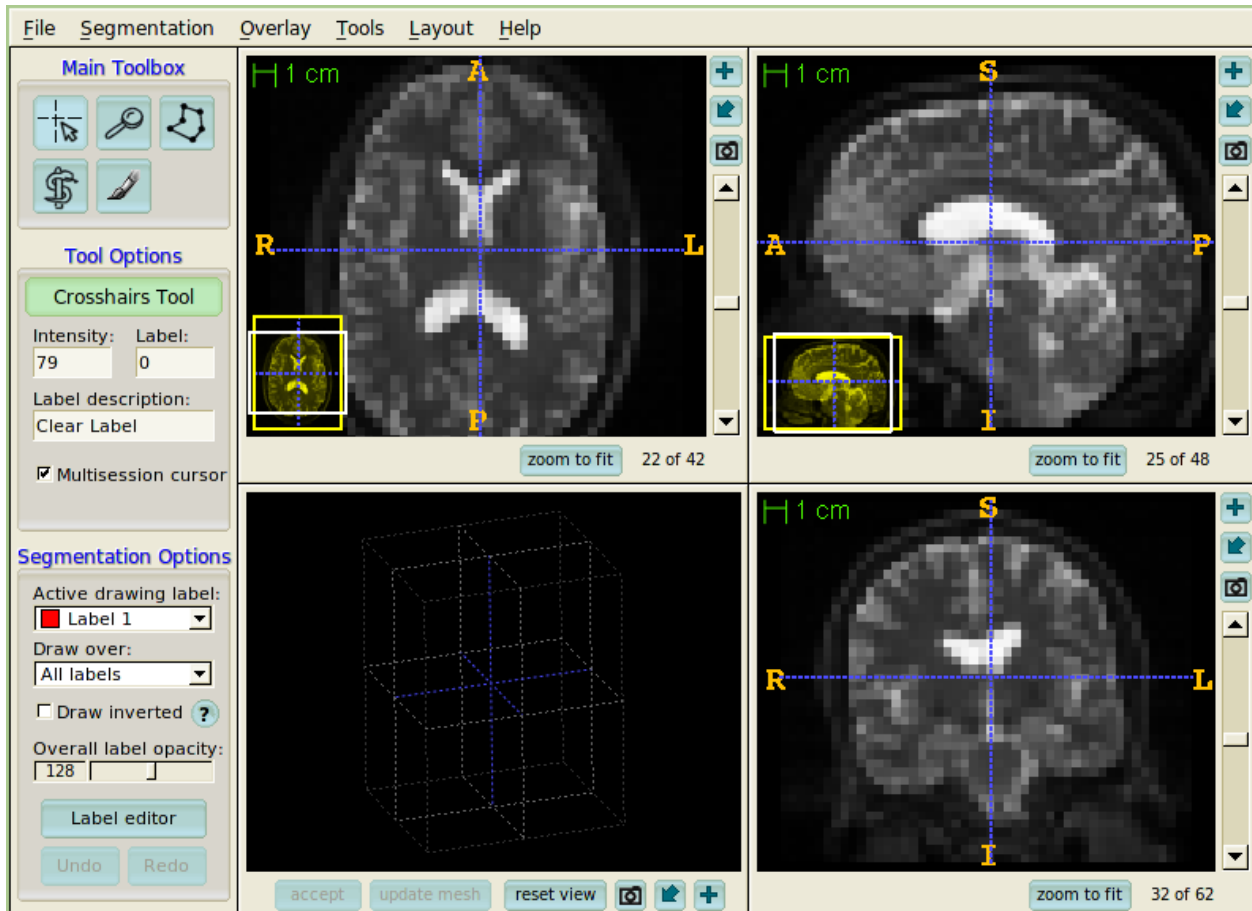 File Segmentation Overlay Tools Layout Help
Main Toolbox
Tool Options
Crosshairs Tool
Intensity: Label:
79 0
Label description:
Clear Label
Multisession cursor
Segmentation Options
Active drawing label:
Label 1
Draw over:
All labels
Draw inverted ?
Overall label opacity:
128
Label editor
Undo Redo
1 cm
A
R L
P
zoom to fit 22 of 42
1 cm
S
A P
I
zoom to fit 25 of 48
accept update mesh reset view
1 cm
S
R L
I
zoom to fit 32 of 62